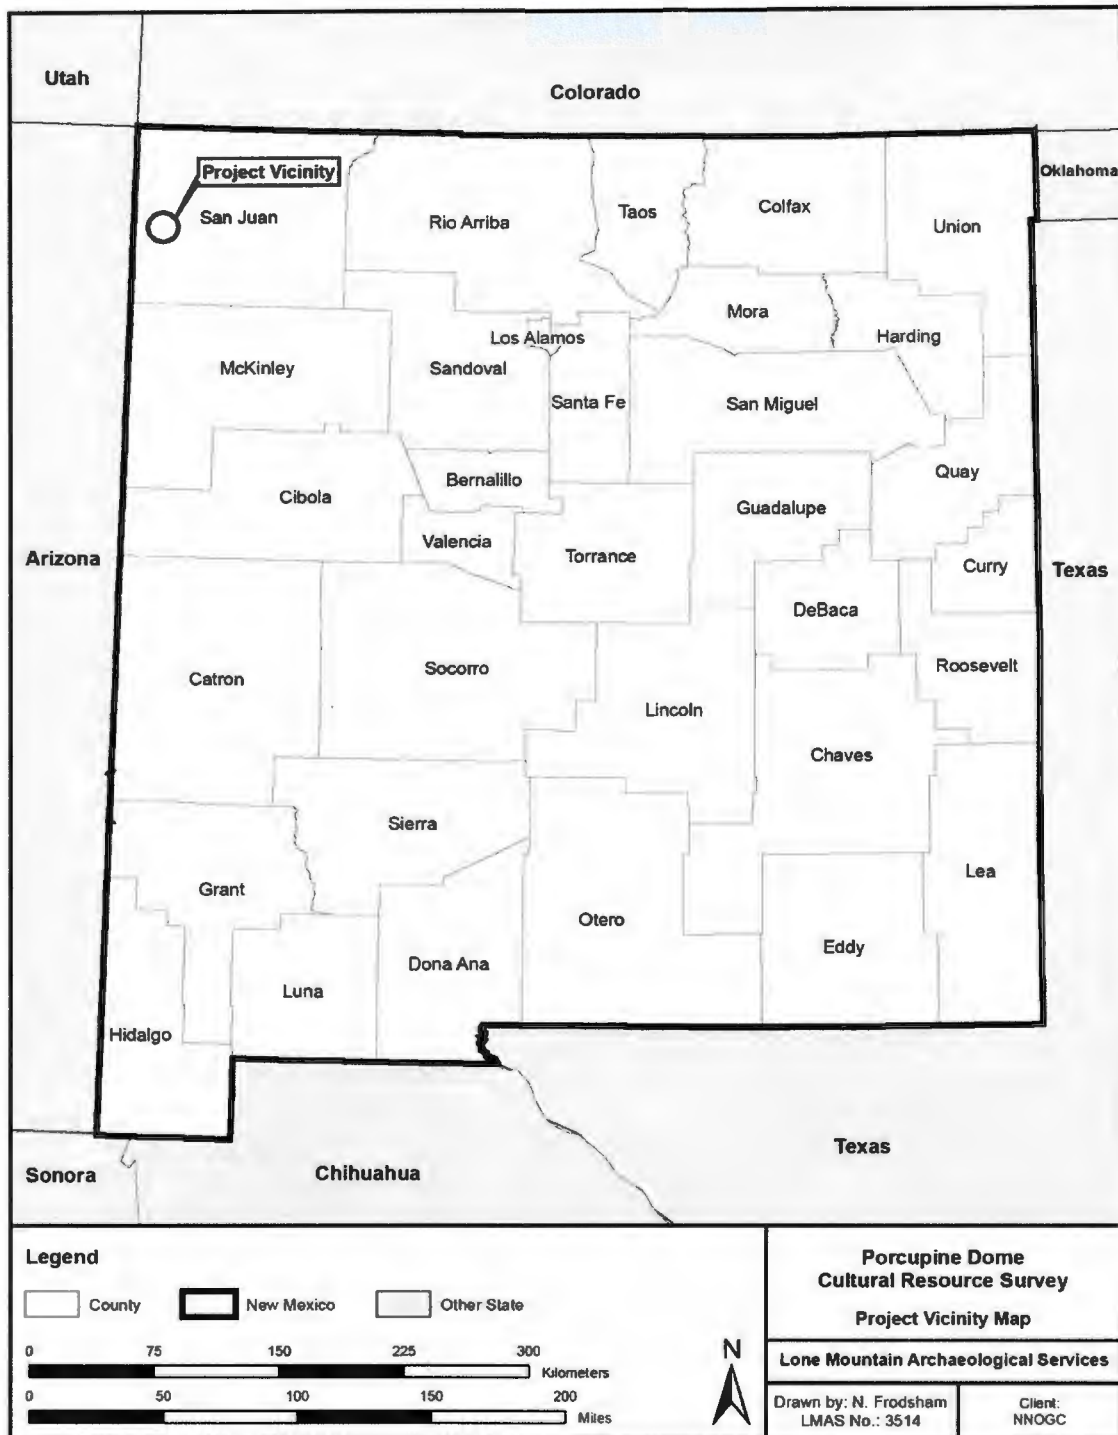 Utah
Colorado
Oklahoma
Project Vicinity
San Juan
Rio Arriba
Taos
Colfax
Union
Mora
Harding
Los Alamos
McKinley
Sandoval
Santa Fe
San Miguel
Quay
Bernalillo
Cibola
Guadalupe
Valencia
Torrance
Arizona
Curry
Texas
DeBaca
Roosevelt
Catron
Socorro
Lincoln
Chaves
Sierra
Grant
Lea
Otero
Eddy
Dona Ana
Luna
Hidalgo
Texas
Sonora
Chihuahua
Legend
County
New Mexico
Other State
0 75 150 225 300
Kilometers
0 50 100 150 200
Miles
N
Porcupine Dome
Cultural Resource Survey
Project Vicinity Map
Lone Mountain Archaeological Services
Drawn by: N. Frodsham
LMAS No.: 3514
Client:
NNOGC